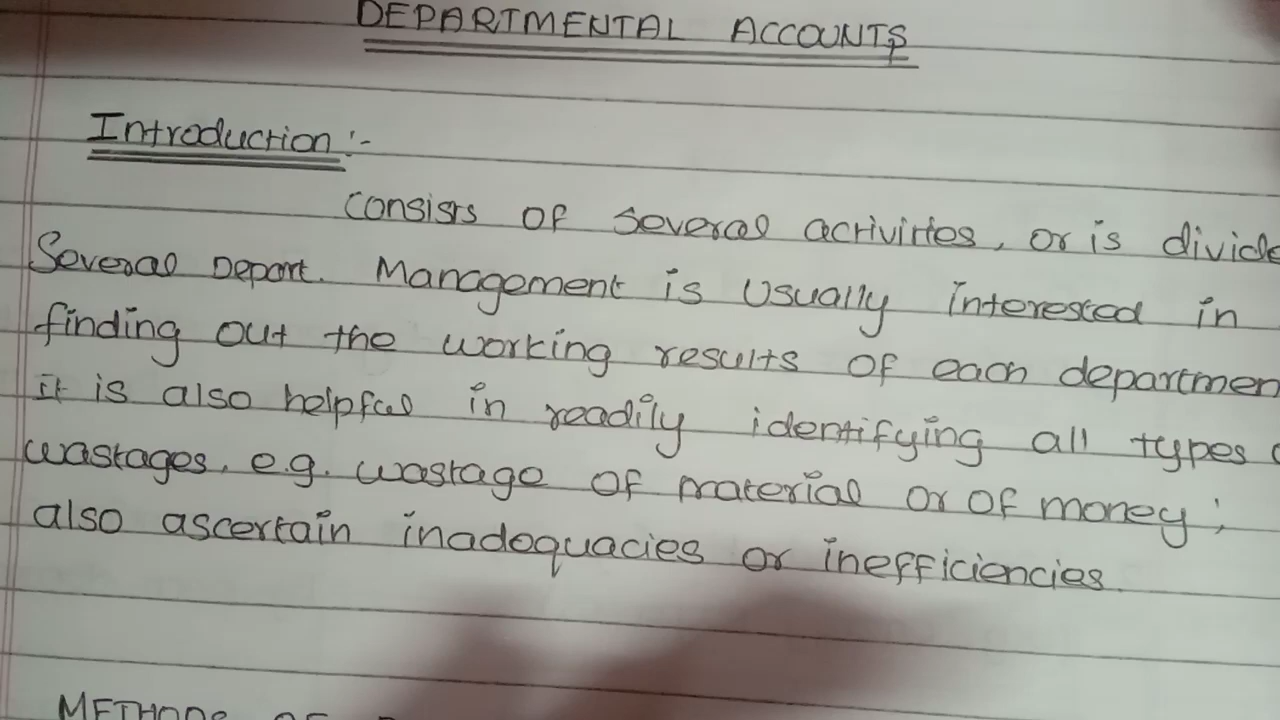 DEPARTMENTAL ACCOUNTS
Introduction :-
consists of several activities, or is divide
Several Depart. Management is usually interested in
finding out the working results of each departmen
it is also helpful in readily identifying all types
wastages, e.g. wastage of material or of money;
also ascertain inadequacies or inefficiencies.
METHODS OF